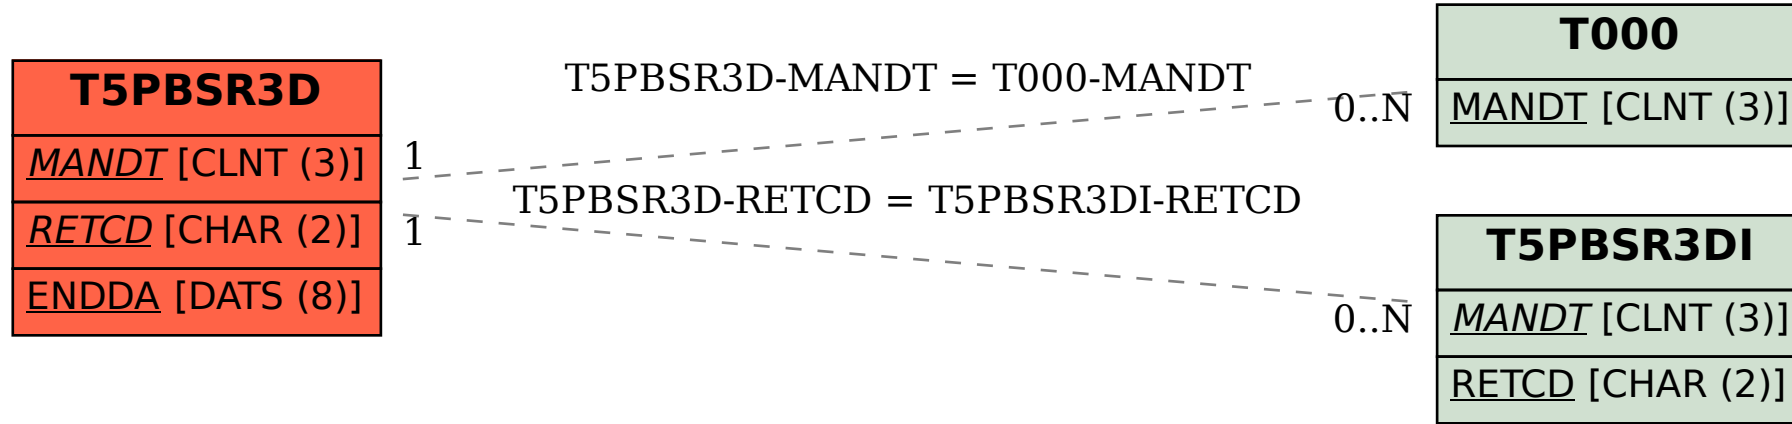 T5PBSR3D
MANDT [CLNT (3)]
RETCD [CHAR (2)]
ENDDA [DATS (8)]
T5PBSR3D-MANDT = T000-MANDT
1
0..N
T5PBSR3D-RETCD = T5PBSR3DI-RETCD
1
0..N
T000
MANDT [CLNT (3)]
T5PBSR3DI
MANDT [CLNT (3)]
RETCD [CHAR (2)]